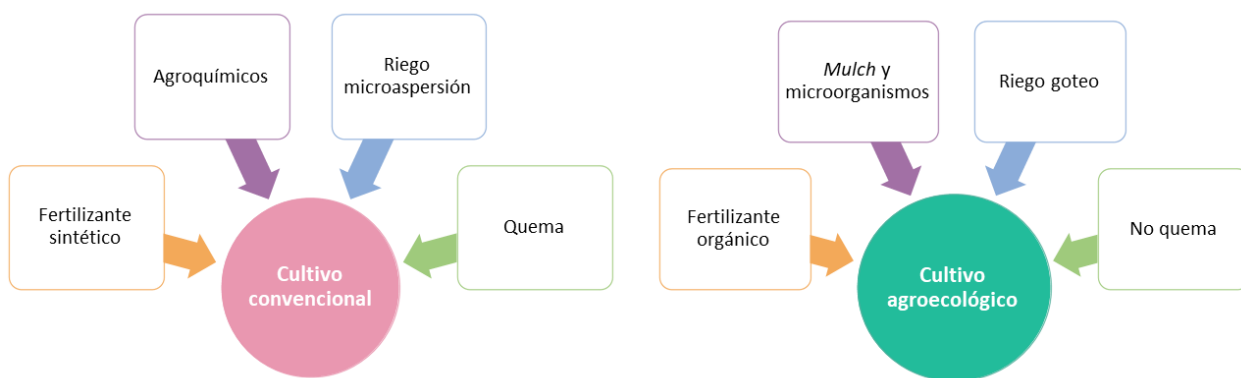 Agroquímicos
Riego
microaspersión
Fertilizante
sintético
Quema
Cultivo
convencional
Mulch y
microorganismos
Riego goteo
Fertilizante
orgánico
No quema
Cultivo
agroecológico